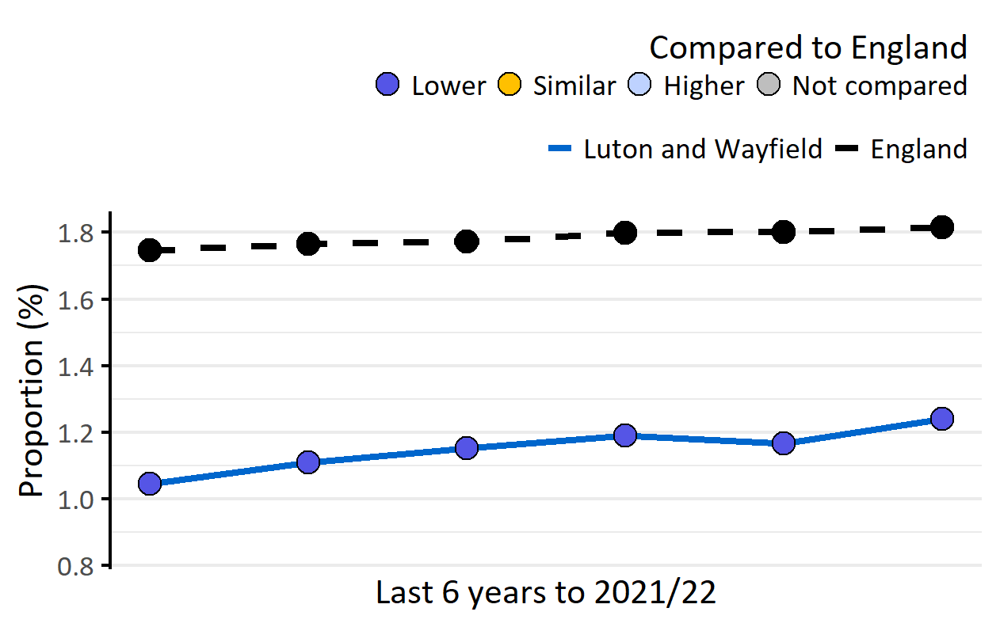 Compared to England
Lower Similar Higher Not compared
Luton and Wayfield England
1.8
1.6
1.4
1.2
1.0
0.8
Proportion (%)
Last 6 years to 2021/22